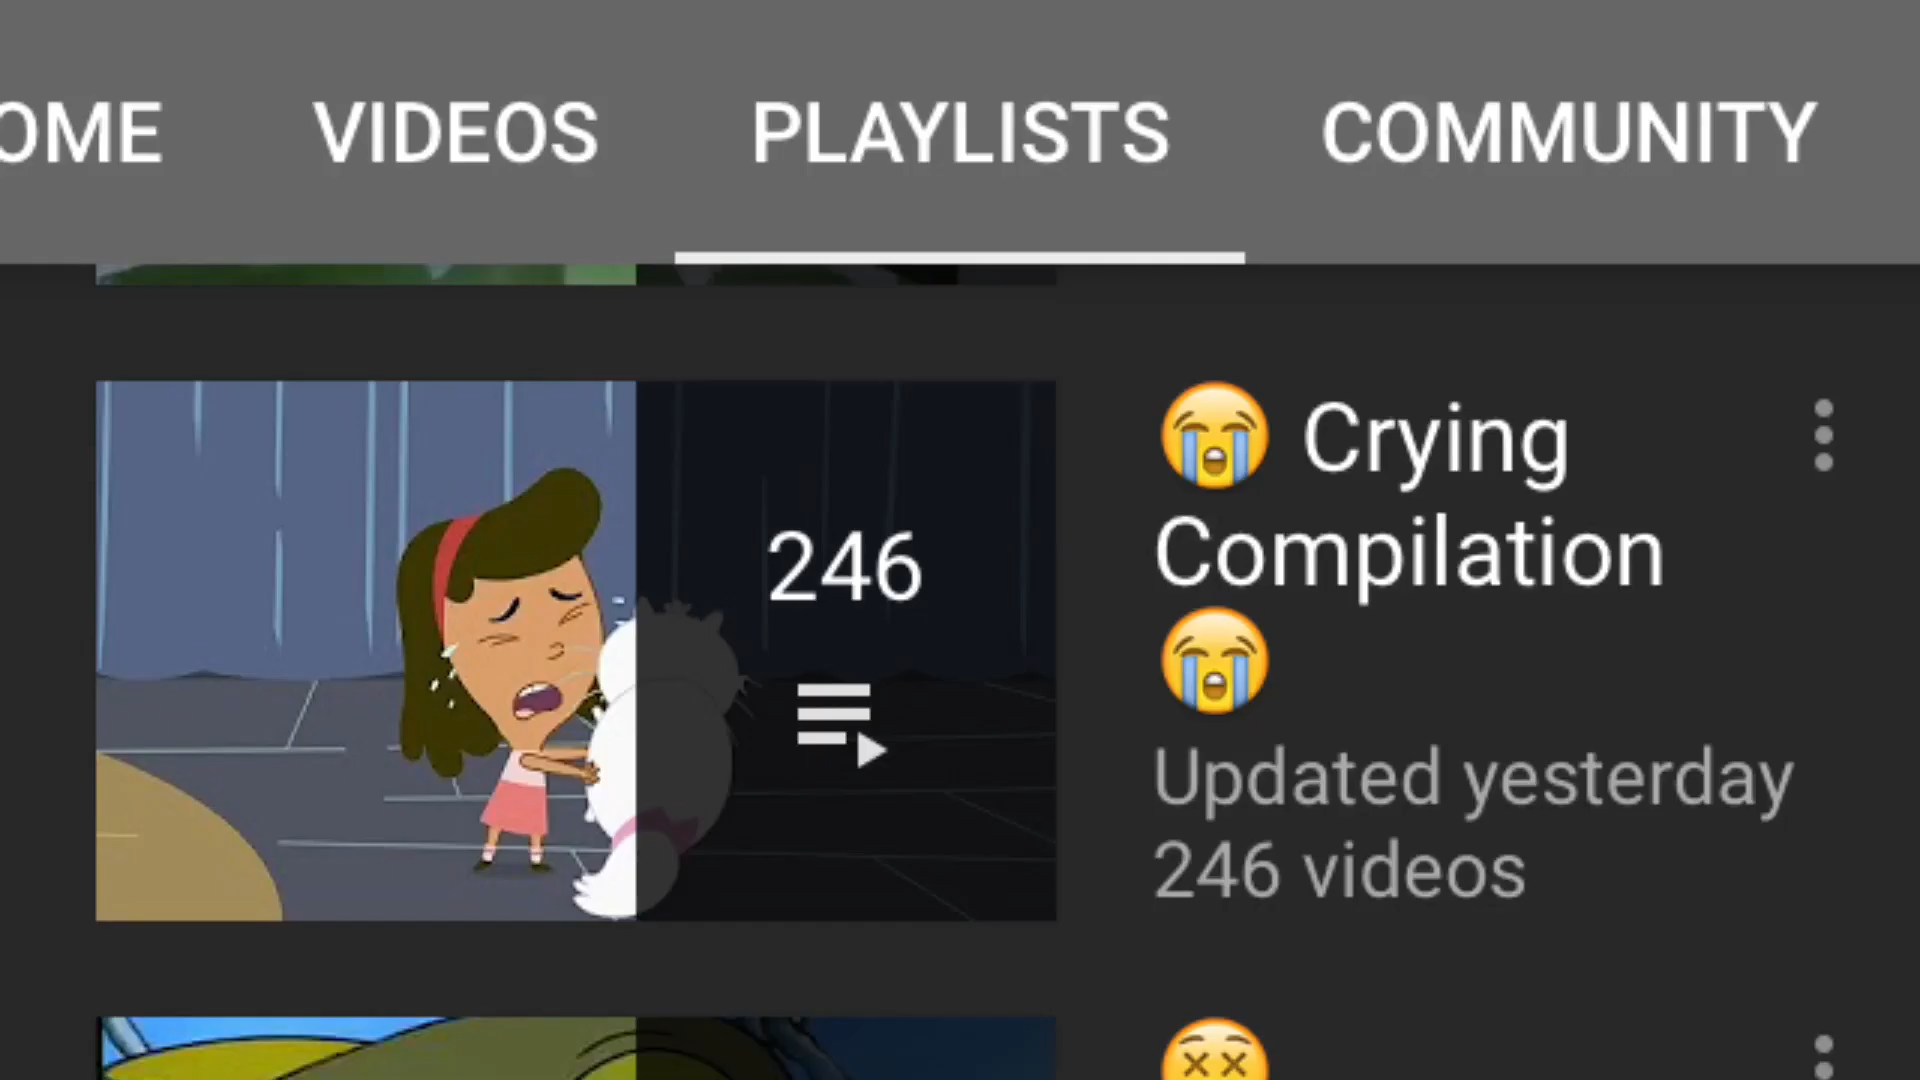 OME VIDEOS PLAYLISTS COMMUNITY
😭 Crying
Compilation
😭
246
Updated yesterday
246 videos